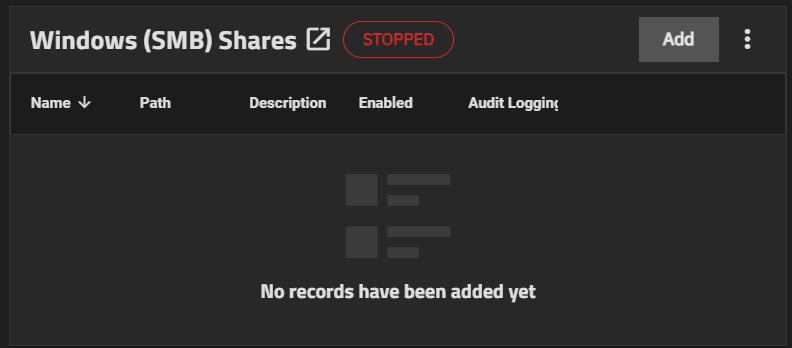 Windows (SMB) Shares STOPPED Add
Name Path Description Enabled Audit Logging
No records have been added yet